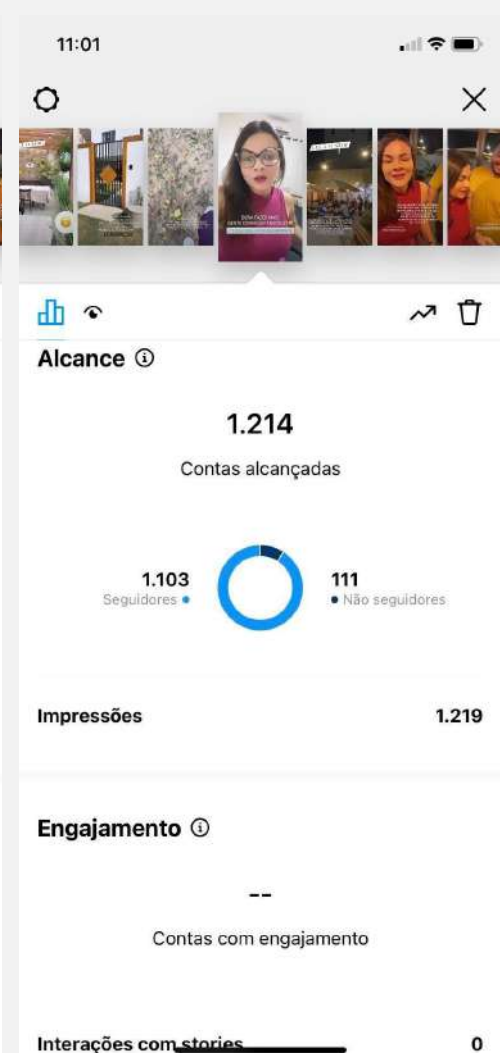 11:01
Alcance
1.214
Contas alcançadas
1.103
Seguidores
111
Não seguidores
Impressões 1.219
Engajamento
--
Contas com engajamento
Interações com stories 0